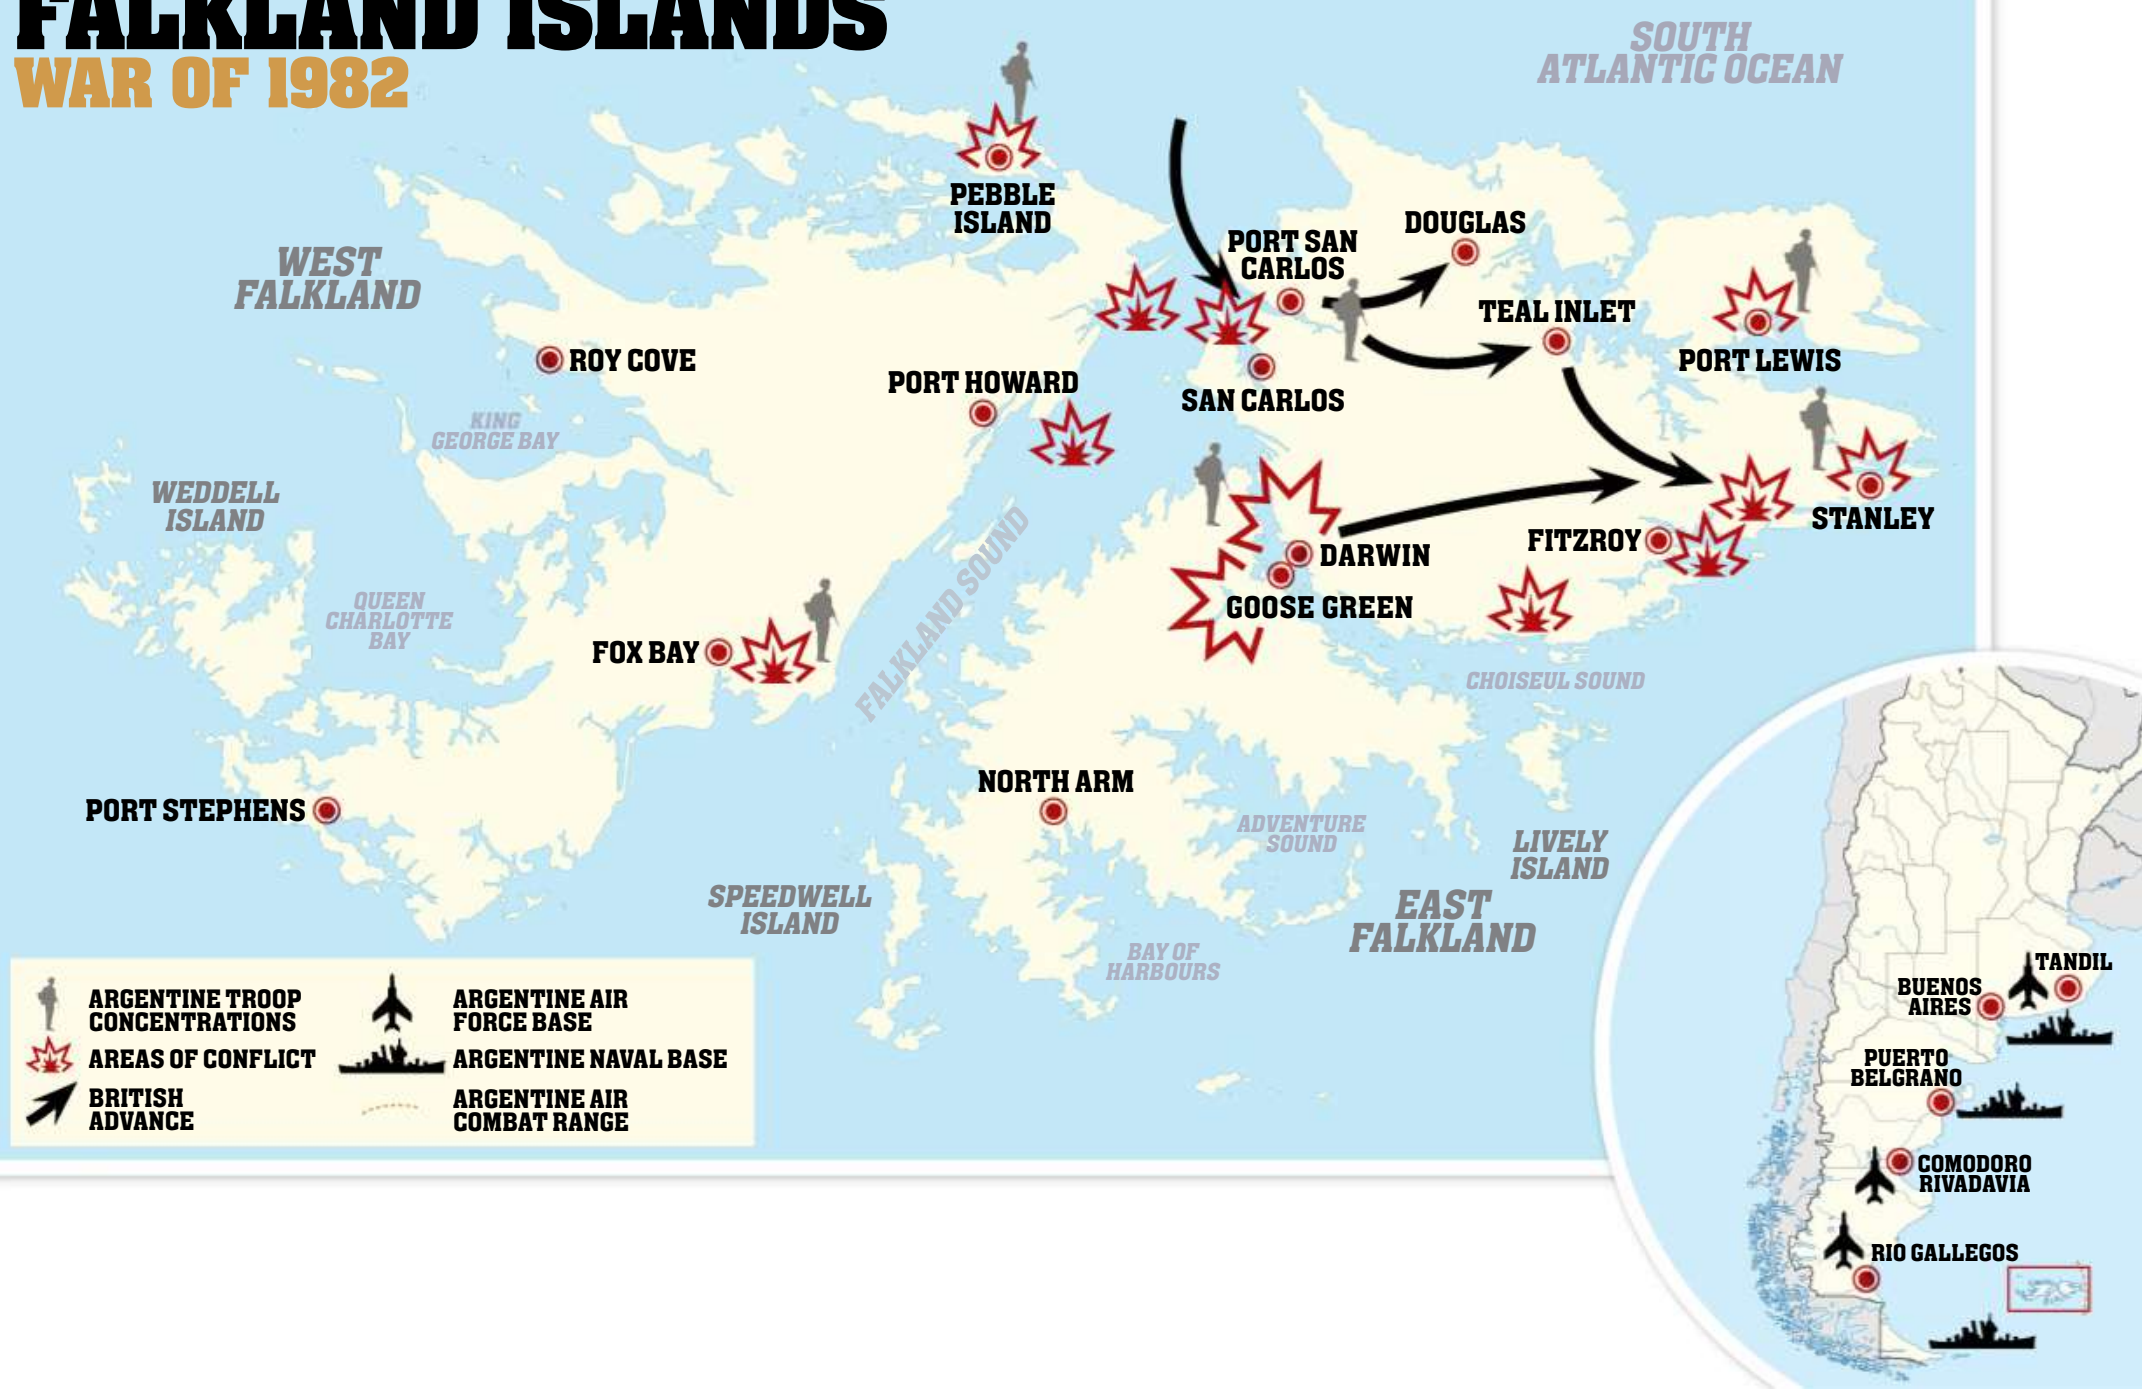 FALKLAND ISLANDS
WAR OF 1982
SOUTH
ATLANTIC OCEAN
PEBBLE
ISLAND
WEST
FALKLAND
PORT SAN
CARLOS
DOUGLAS
TEAL INLET
PORT LEWIS
ROY COVE
PORT HOWARD
SAN CARLOS
KING
GEORGE BAY
WEDDELL
ISLAND
STANLEY
FITZROY
DARWIN
GOOSE GREEN
FALKLAND SOUND
QUEEN
CHARLOTTE
BAY
FOX BAY
CHOISEUL SOUND
NORTH ARM
PORT STEPHENS
ADVENTURE
SOUND
LIVELY
ISLAND
SPEEDWELL
ISLAND
EAST
FALKLAND
BAY OF
HARBOURS
ARGENTINE TROOP
CONCENTRATIONS
AREAS OF CONFLICT
BRITISH
ADVANCE
ARGENTINE AIR
FORCE BASE
ARGENTINE NAVAL BASE
ARGENTINE AIR
COMBAT RANGE
TANDIL
BUENOS
AIRES
PUERTO
BELGRANO
COMODORO
RIVADAVIA
RIO GALLEGOS